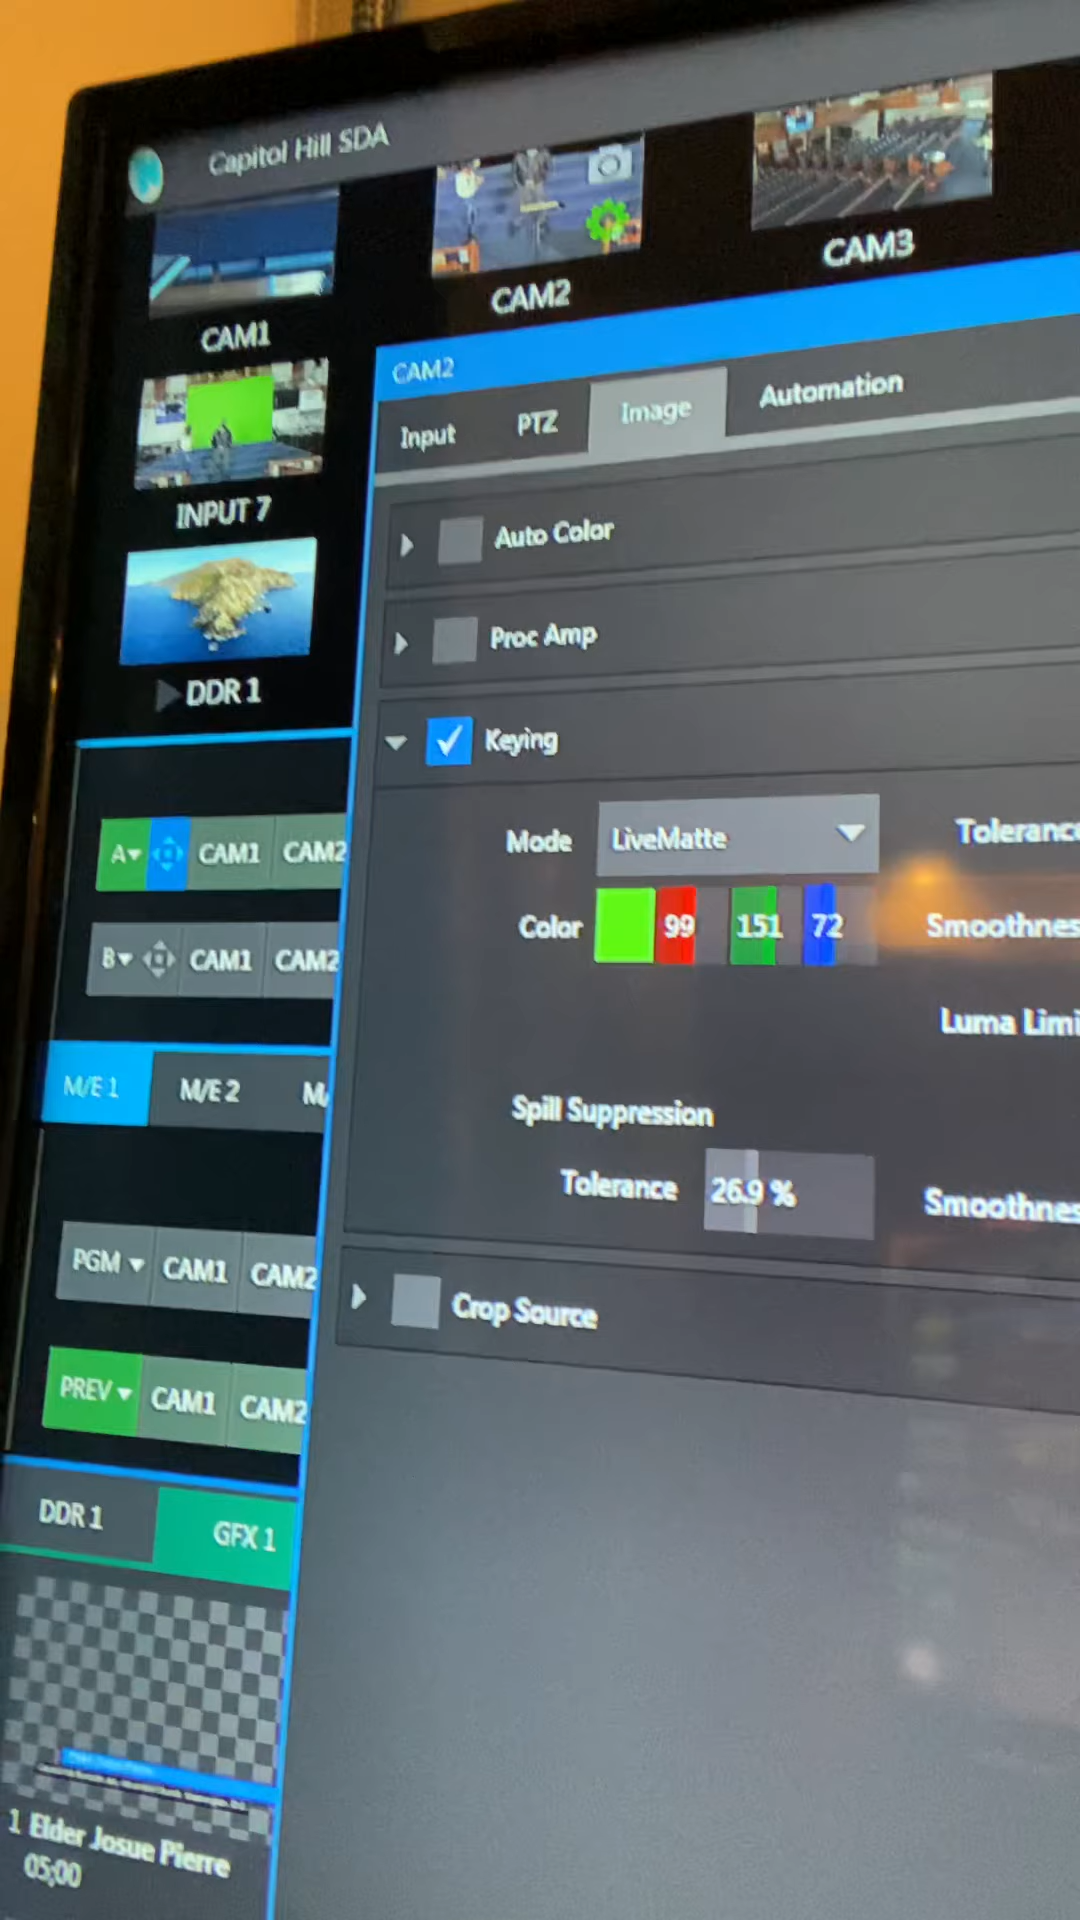 Capitol Hill SDA
CAM1
CAM2
CAM3
INPUT 7
DDR 1
CAM2
Input
PTZ
Image
Automation
Auto Color
Proc Amp
Keying
Mode
LiveMatte
Toleranc
Color
99
151
72
Smoothnes
Luma Limi
Spill Suppression
Tolerance
26.9 %
Smoothnes
Crop Source
A
CAM1
CAM2
B
CAM1
CAM2
M/E 1
M/E 2
M/
PGM
CAM1
CAM2
PREV
CAM1
CAM2
DDR 1
GFX 1
1 Elder Josue Pierre
05;00